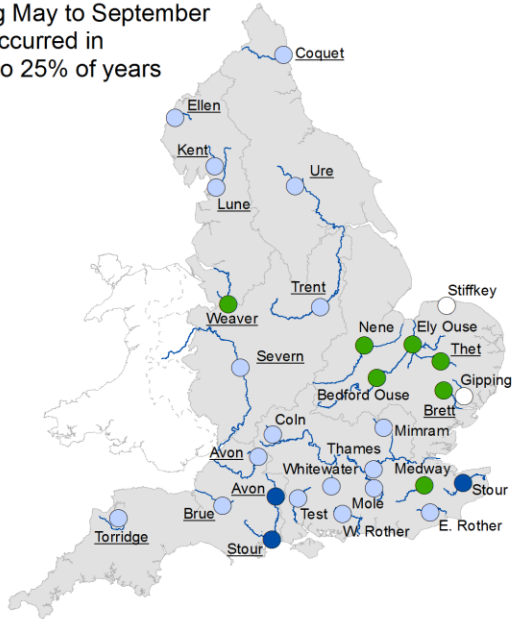 g May to September
ccurred in
o 25% of years
Coquet
Ellen
Kent
Ure
Lune
Trent
Stiffkey
Weaver
Nene
Ely Ouse
Thet
Severn
Gipping
Bedford Ouse
Brett
Coln
Mimram
Avon
Thames
Whitewater
Medway
Avon
Stour
Mole
Brue
Test
E. Rother
W. Rother
Torridge
Stour